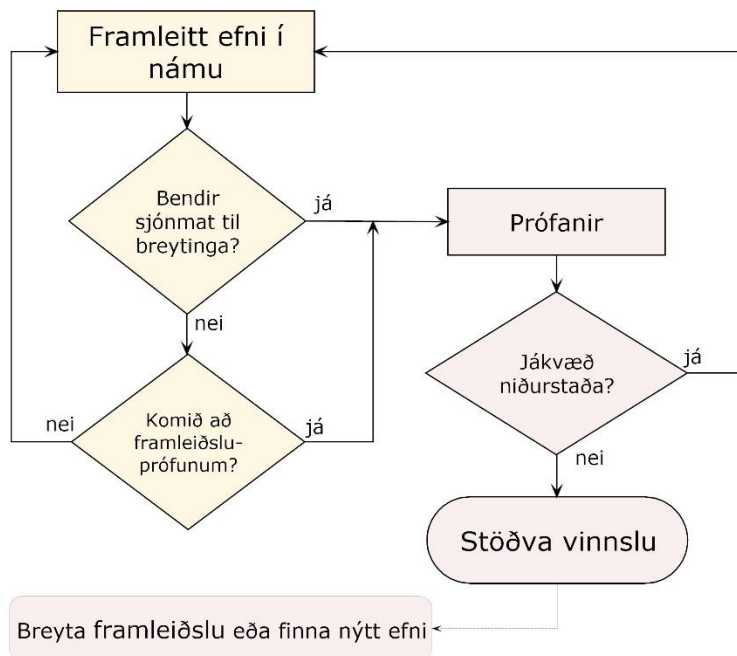 Framleitt efni í
námu
Bendir
sjónmat til
breytinga?
já
nei
Komið að
framleiðslu-
prófunum?
nei
já
Prófanir
Jákvæð
niðurstaða?
já
nei
Stöðva vinnslu
Breyta framleiðslu eða finna nýtt efni